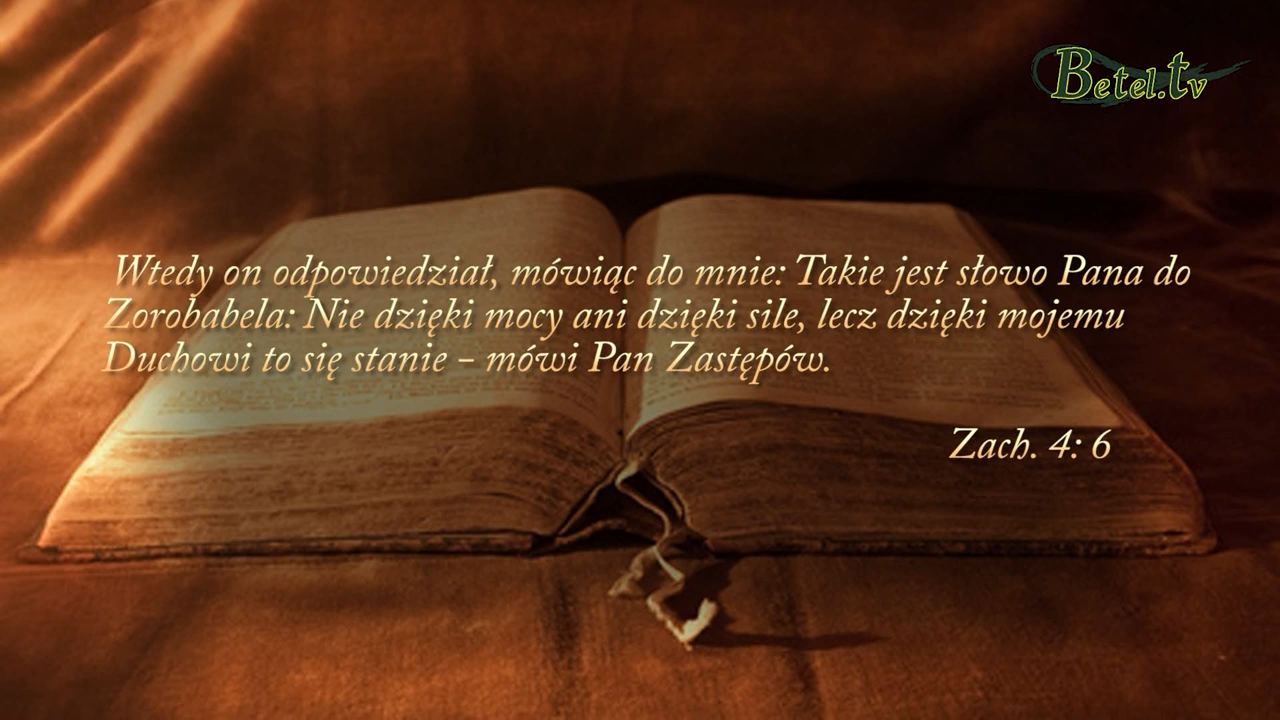 Betel.tv
Wtedy on odpowiedział, mówiąc do mnie: Takie jest słowo Pana do
Zorobabela: Nie dzięki mocy ani dzięki sile, lecz dzięki mojemu
Duchowi to się stanie – mówi Pan Zastępów.
Zach. 4: 6